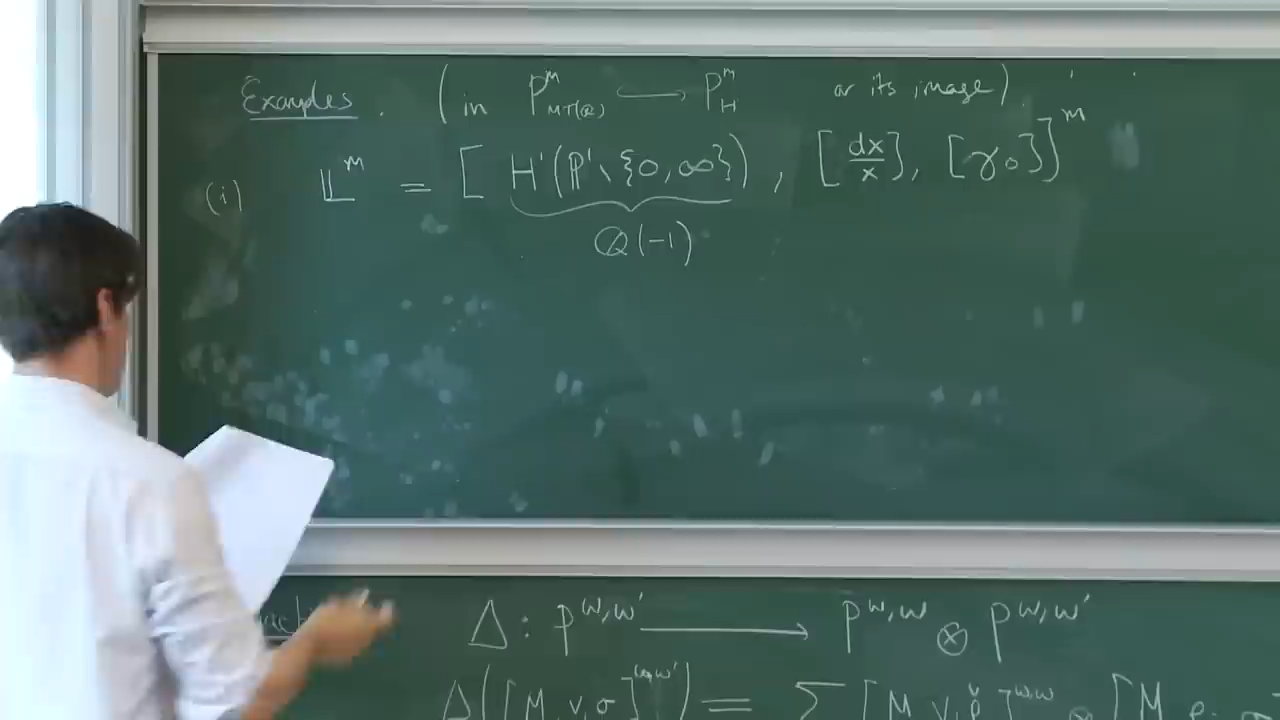 Examples. (in P^m_{MT(Q)} ⟶ P^m_H or its image)
(i) 𝕃^m = [H^1(ℙ^1\{0,∞}), [dx/x], [γ_0]]^m
ℚ(-1)
Δ: P^{ω,ω'} ⟶ P^{ω,ω} ⊗ P^{ω,ω'}
Δ([M, v, σ]^{ω,ω'}) = Σ [M, v, e^∨]^{ω,ω} ⊗ [M, e, σ